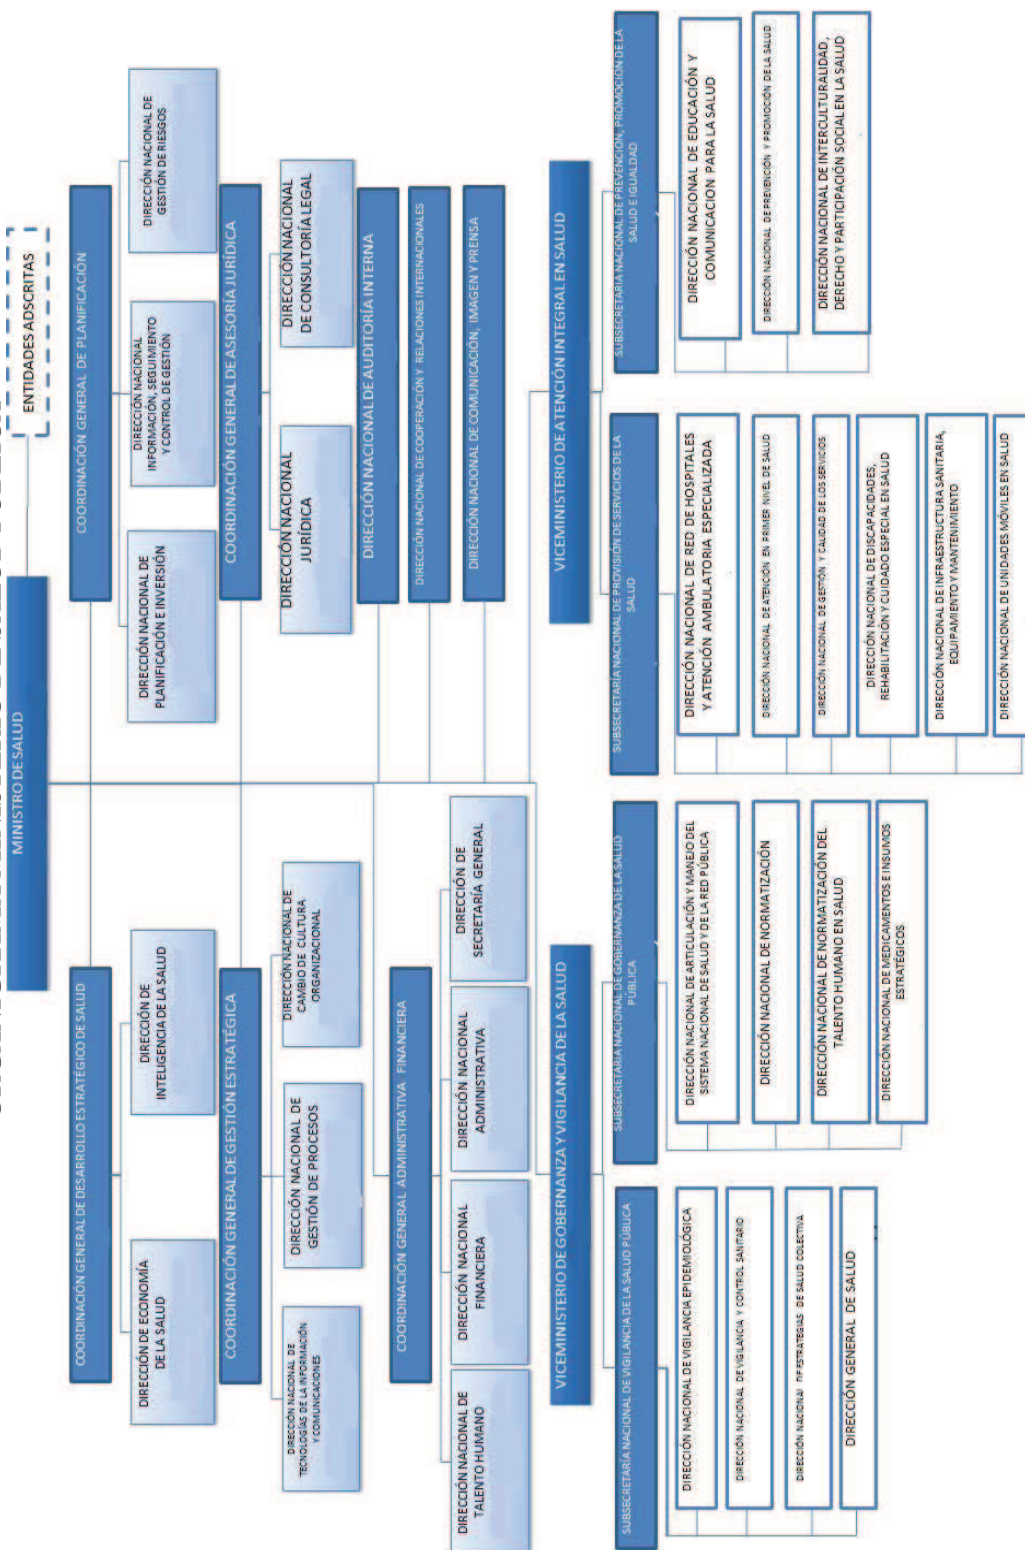 MINISTRO DE SALUD
ENTIDADES ADSCRITAS
COORDINACIÓN GENERAL DE DESARROLLO ESTRATÉGICO DE SALUD
DIRECCIÓN DE ECONOMÍA
DE LA SALUD
DIRECCIÓN DE
INTELIGENCIA DE LA SALUD
COORDINACIÓN GENERAL DE PLANIFICACIÓN
DIRECCIÓN NACIONAL DE
PLANIFICACIÓN E INVERSIÓN
DIRECCIÓN NACIONAL
INFORMACIÓN, SEGUIMIENTO
Y CONTROL DE GESTIÓN
DIRECCIÓN NACIONAL DE
GESTIÓN DE RIESGOS
COORDINACIÓN GENERAL DE GESTIÓN ESTRATÉGICA
DIRECCIÓN NACIONAL DE
TECNOLOGÍAS DE LA INFORMACIÓN
Y COMUNICACIONES
DIRECCIÓN NACIONAL DE
GESTIÓN DE PROCESOS
DIRECCIÓN NACIONAL DE
CAMBIO DE CULTURA
ORGANIZACIONAL
COORDINACIÓN GENERAL DE ASESORÍA JURÍDICA
DIRECCIÓN NACIONAL
JURÍDICA
DIRECCIÓN NACIONAL
DE CONSULTORÍA LEGAL
COORDINACIÓN GENERAL ADMINISTRATIVA FINANCIERA
DIRECCIÓN NACIONAL DE
TALENTO HUMANO
DIRECCIÓN NACIONAL
FINANCIERA
DIRECCIÓN NACIONAL
ADMINISTRATIVA
DIRECCIÓN DE
SECRETARÍA GENERAL
DIRECCIÓN NACIONAL DE AUDITORÍA INTERNA
DIRECCIÓN NACIONAL DE COOPERACIÓN Y RELACIONES INTERNACIONALES
DIRECCIÓN NACIONAL DE COMUNICACIÓN, IMAGEN Y PRENSA
VICEMINISTERIO DE GOBERNANZA Y VIGILANCIA DE LA SALUD
SUBSECRETARÍA NACIONAL DE VIGILANCIA DE LA SALUD PÚBLICA
DIRECCIÓN NACIONAL DE VIGILANCIA EPIDEMIOLÓGICA
DIRECCIÓN NACIONAL DE VIGILANCIA Y CONTROL SANITARIO
DIRECCIÓN NACIONAL DE ESTRATEGIAS DE SALUD COLECTIVA
DIRECCIÓN GENERAL DE SALUD
SUBSECRETARIA NACIONAL DE GOBERNANZA DE LA SALUD
PÚBLICA
DIRECCIÓN NACIONAL DE ARTICULACIÓN Y MANEJO DEL
SISTEMA NACIONAL DE SALUD Y DE LA RED PÚBLICA
DIRECCIÓN NACIONAL DE NORMATIZACIÓN
DIRECCIÓN NACIONAL DE NORMATIZACIÓN DEL
TALENTO HUMANO EN SALUD
DIRECCIÓN NACIONAL DE MEDICAMENTOS E INSUMOS
ESTRATÉGICOS
VICEMINISTERIO DE ATENCIÓN INTEGRAL EN SALUD
SUBSECRETARÍA NACIONAL DE PROVISIÓN DE SERVICIOS DE LA
SALUD
DIRECCIÓN NACIONAL DE RED DE HOSPITALES
Y ATENCIÓN AMBULATORIA ESPECIALIZADA
DIRECCIÓN NACIONAL DE ATENCIÓN EN PRIMER NIVEL DE SALUD
DIRECCIÓN NACIONAL DE GESTIÓN Y CALIDAD DE LOS SERVICIOS
DIRECCIÓN NACIONAL DE DISCAPACIDADES,
REHABILITACIÓN Y CUIDADO ESPECIAL EN SALUD
DIRECCIÓN NACIONAL DE INFRAESTRUCTURA SANITARIA,
EQUIPAMIENTO Y MANTENIMIENTO
DIRECCIÓN NACIONAL DE UNIDADES MÓVILES EN SALUD
SUBSECRETARIA NACIONAL DE PREVENCIÓN, PROMOCION DE LA
SALUD E IGUALDAD
DIRECCIÓN NACIONAL DE EDUCACIÓN Y
COMUNICACION PARA LA SALUD
DIRECCIÓN NACIONAL DE PREVENCIÓN Y PROMOCIÓN DE LA SALUD
DIRECCIÓN NACIONAL DE INTERCULTURALIDAD,
DERECHO Y PARTICIPACIÓN SOCIAL EN LA SALUD